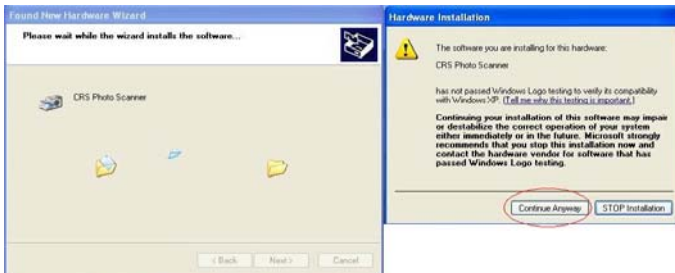 Found New Hardware Wizard
Please wait while the wizard installs the software...
CRS Photo Scanner
< Back
Next >
Cancel
Hardware Installation
The software you are installing for this hardware:
CRS Photo Scanner
has not passed Windows Logo testing to verify its compatibility
with Windows XP. (Tell me why this testing is important.)
Continuing your installation of this software may impair
or destabilize the correct operation of your system
either immediately or in the future. Microsoft strongly
recommends that you stop this installation now and
contact the hardware vendor for software that has
passed Windows Logo testing.
Continue Anyway
STOP Installation